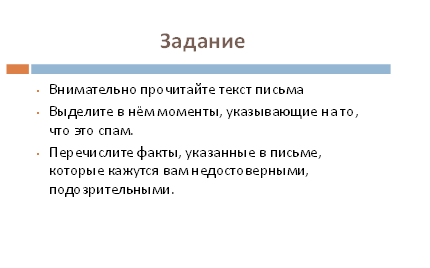 Задание
Внимательно прочитайте текст письма
Выделите в нём моменты, указывающие на то,
что это спам.
Перечислите факты, указанные в письме,
которые кажутся вам недостоверными,
подозрительными.